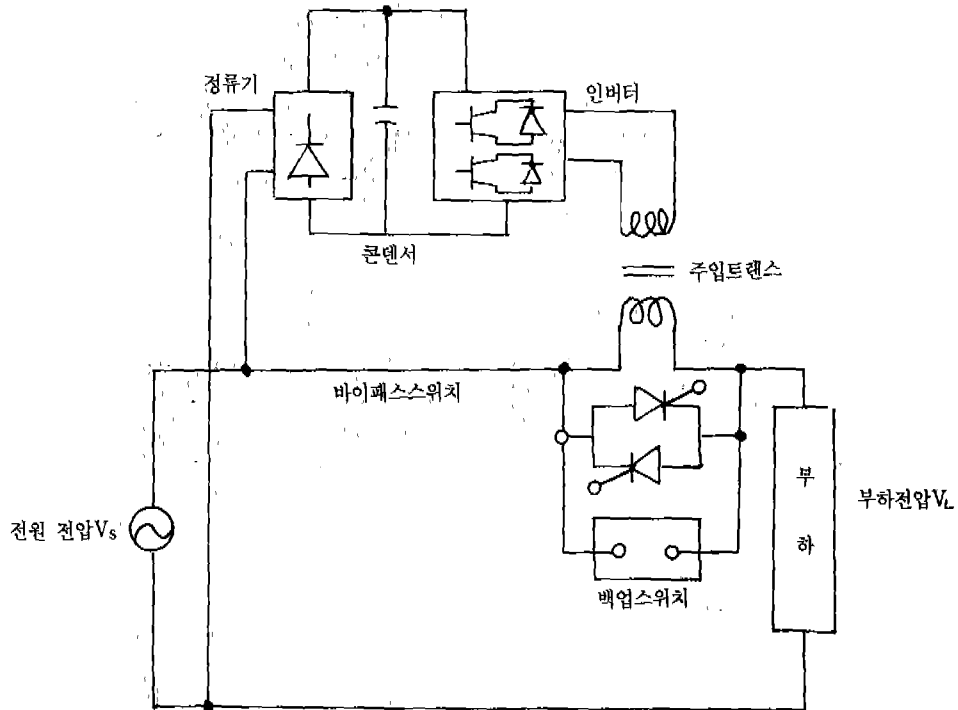 정류기
인버터
콘덴서
주입트랜스
바이패스스위치
전원 전압Vs
부
하
부하전압VL
백업스위치